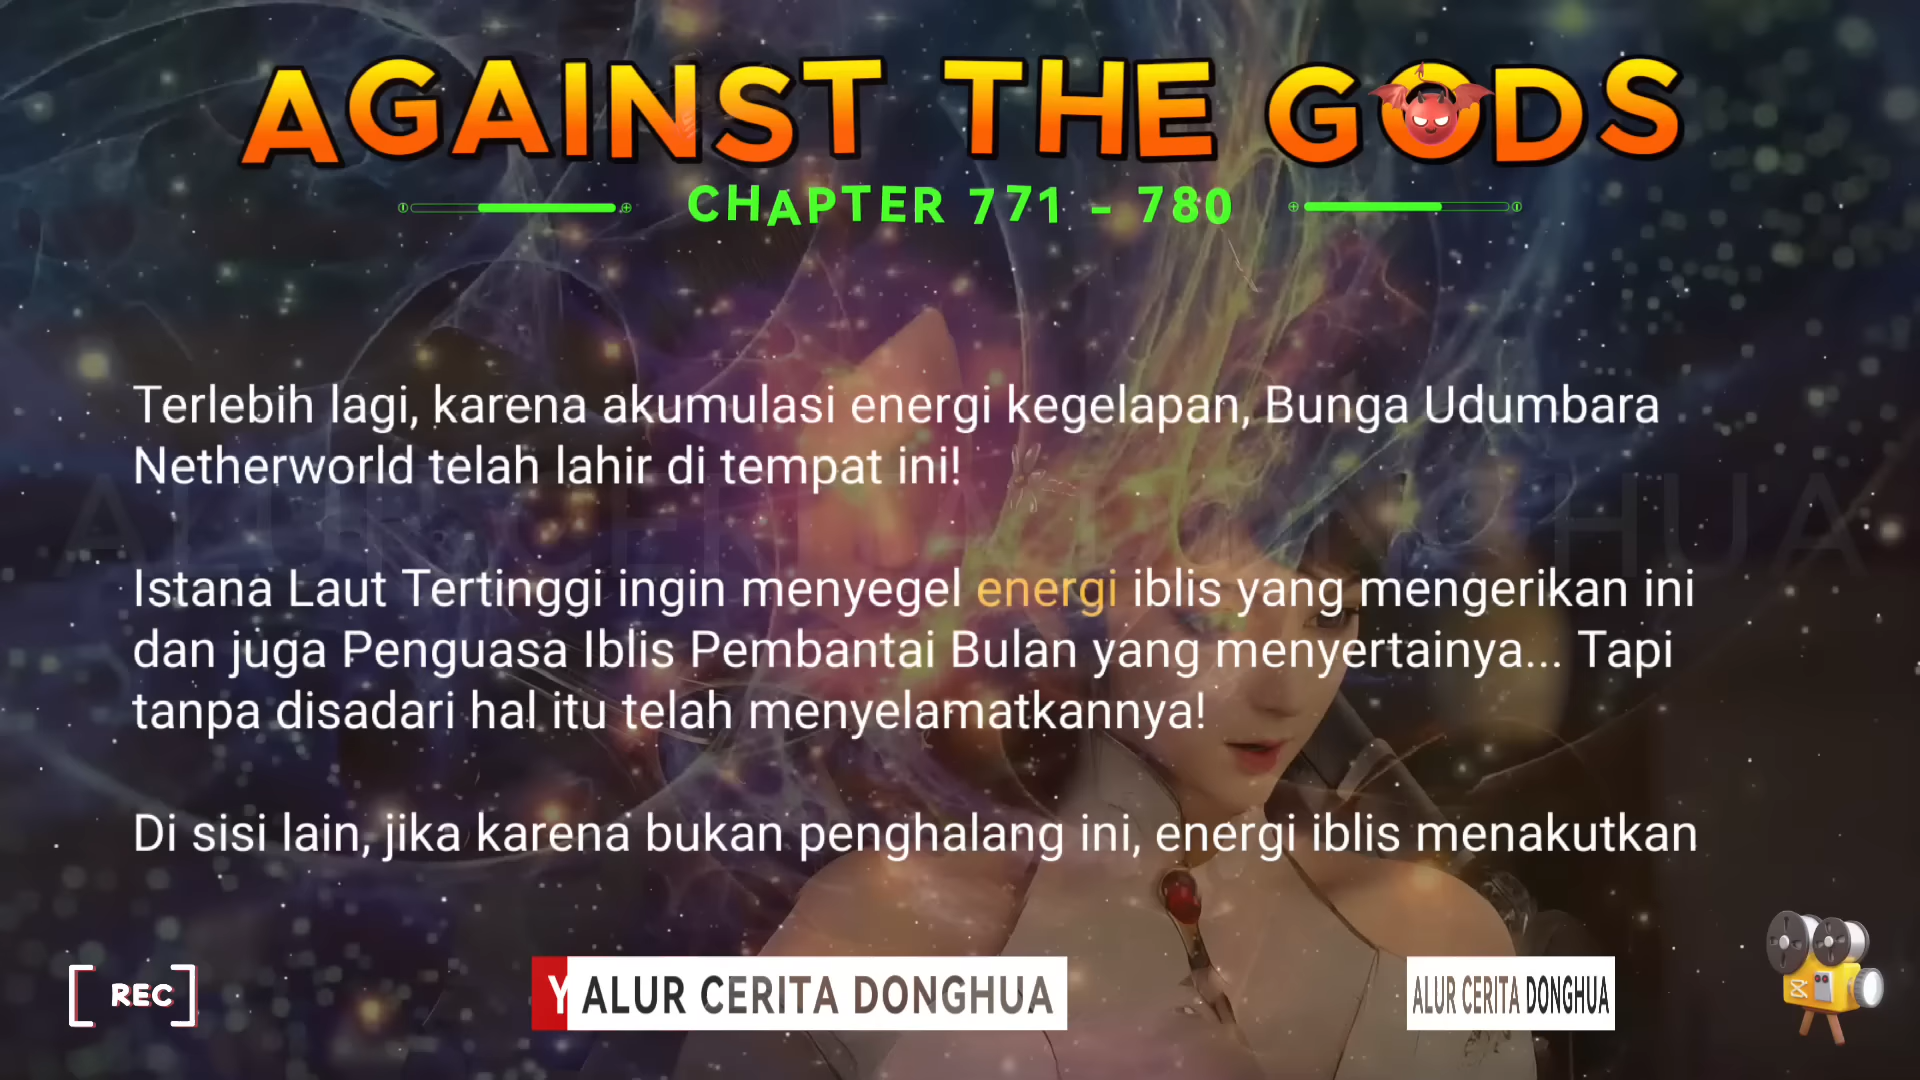 AGAINST THE GODS
CHAPTER 771 - 780
Terlebih lagi, karena akumulasi energi kegelapan, Bunga Udumbara
Netherworld telah lahir di tempat ini!
ALUR CERITA DONGHUA
Istana Laut Tertinggi ingin menyegel energi iblis yang mengerikan ini
dan juga Penguasa Iblis Pembantai Bulan yang menyertainya... Tapi
tanpa disadari hal itu telah menyelamatkannya!
Di sisi lain, jika karena bukan penghalang ini, energi iblis menakutkan
REC
Y ALUR CERITA DONGHUA
ALUR CERITA DONGHUA